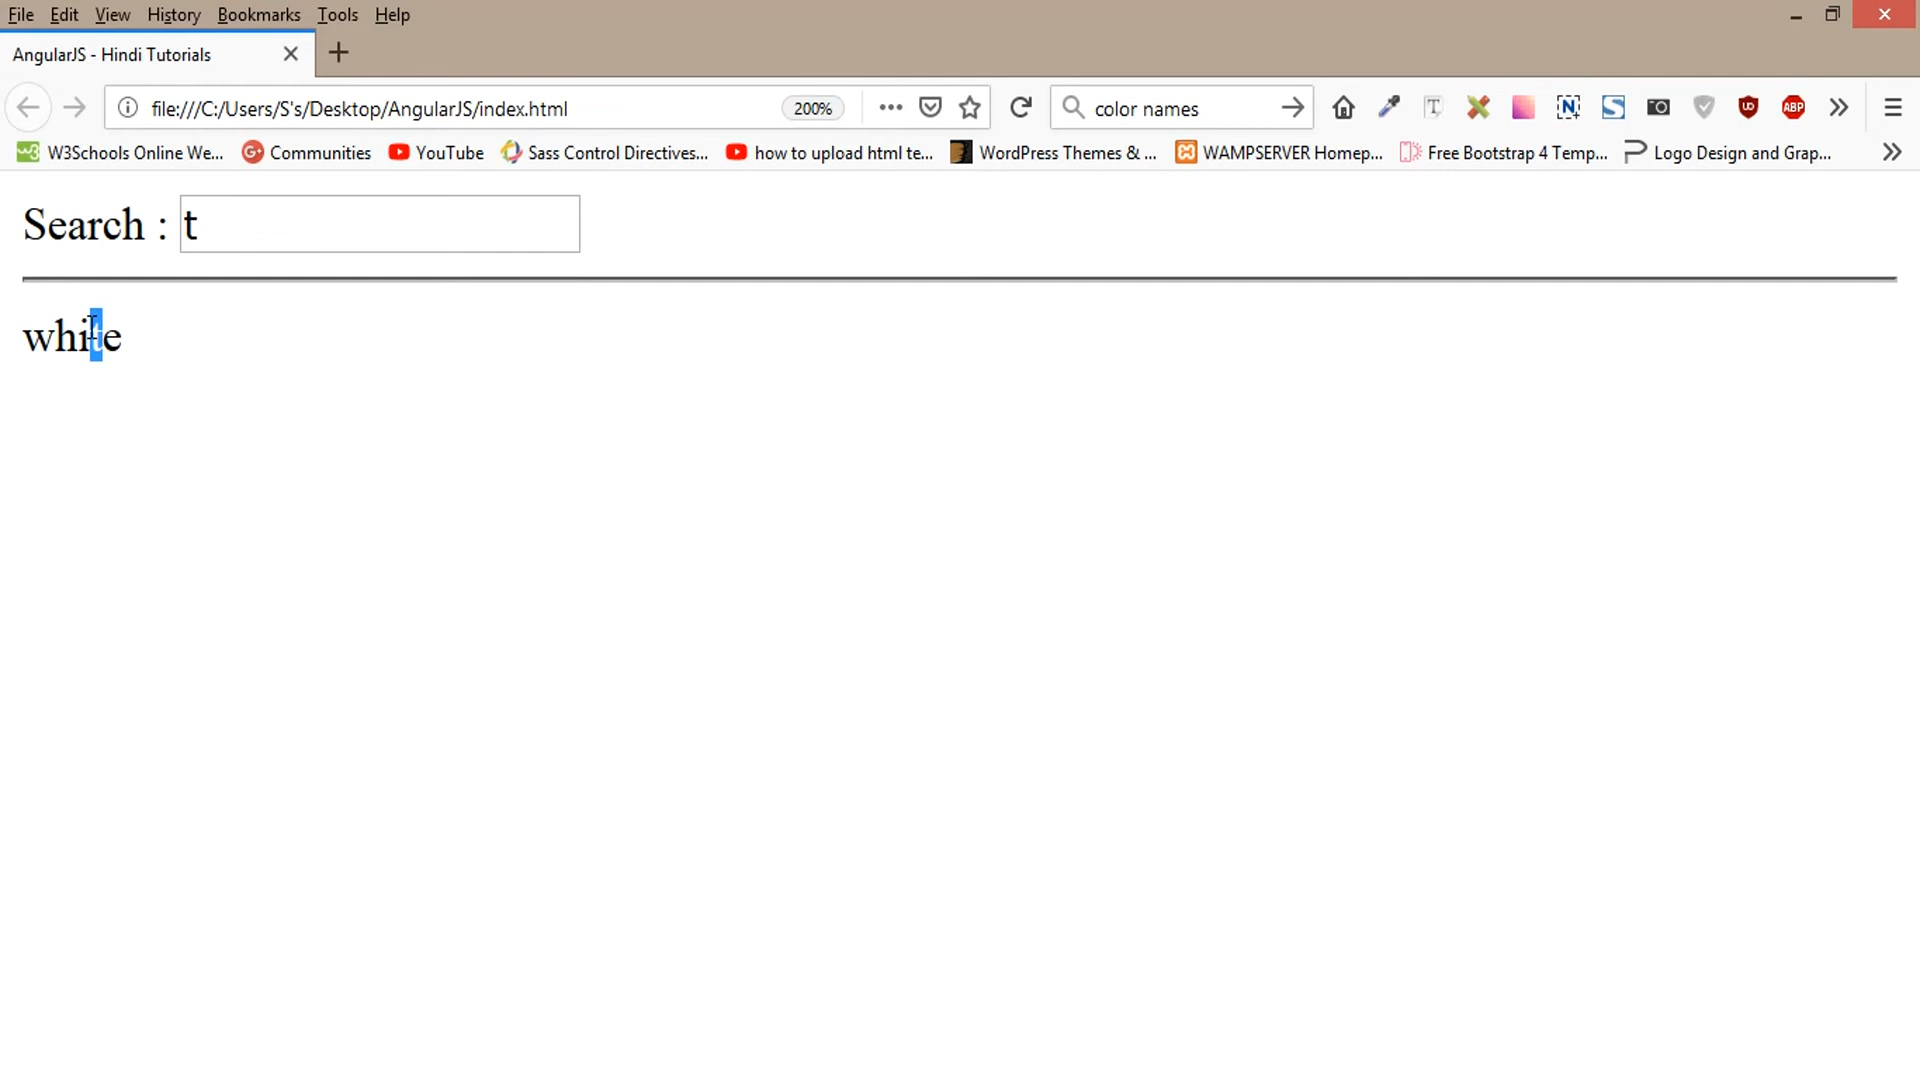 File Edit View History Bookmarks Tools Help
AngularJS - Hindi Tutorials
file:///C:/Users/S's/Desktop/AngularJS/index.html 200% color names
W3Schools Online We... Communities YouTube Sass Control Directives... how to upload html te... WordPress Themes & ... WAMPSERVER Homep... Free Bootstrap 4 Temp... Logo Design and Grap...
Search : t
white